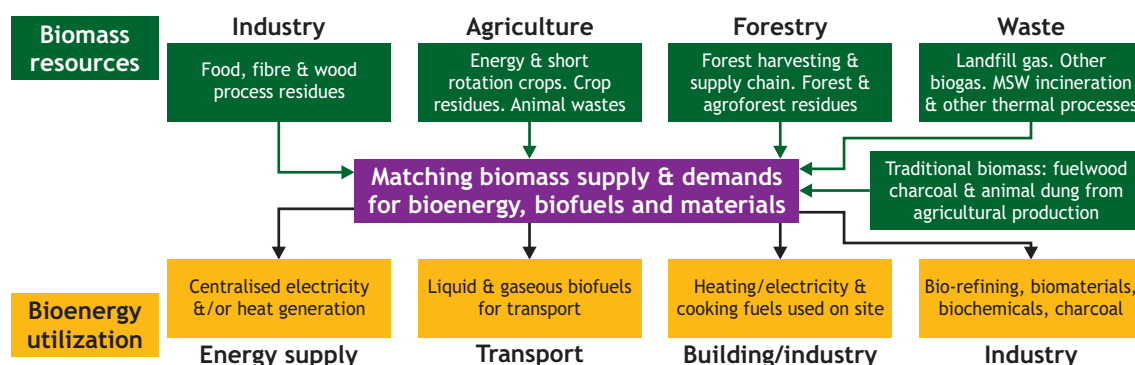 Biomass
resources
Industry
Food, fibre & wood
process residues
Agriculture
Energy & short
rotation crops. Crop
residues. Animal wastes
Forestry
Forest harvesting &
supply chain. Forest &
agroforest residues
Waste
Landfill gas. Other
biogas. MSW incineration
& other thermal processes
Matching biomass supply & demands
for bioenergy, biofuels and materials
Traditional biomass: fuelwood
charcoal & animal dung from
agricultural production
Bioenergy
utilization
Centralised electricity
&/or heat generation
Energy supply
Liquid & gaseous biofuels
for transport
Transport
Heating/electricity &
cooking fuels used on site
Building/industry
Bio-refining, biomaterials,
biochemicals, charcoal
Industry